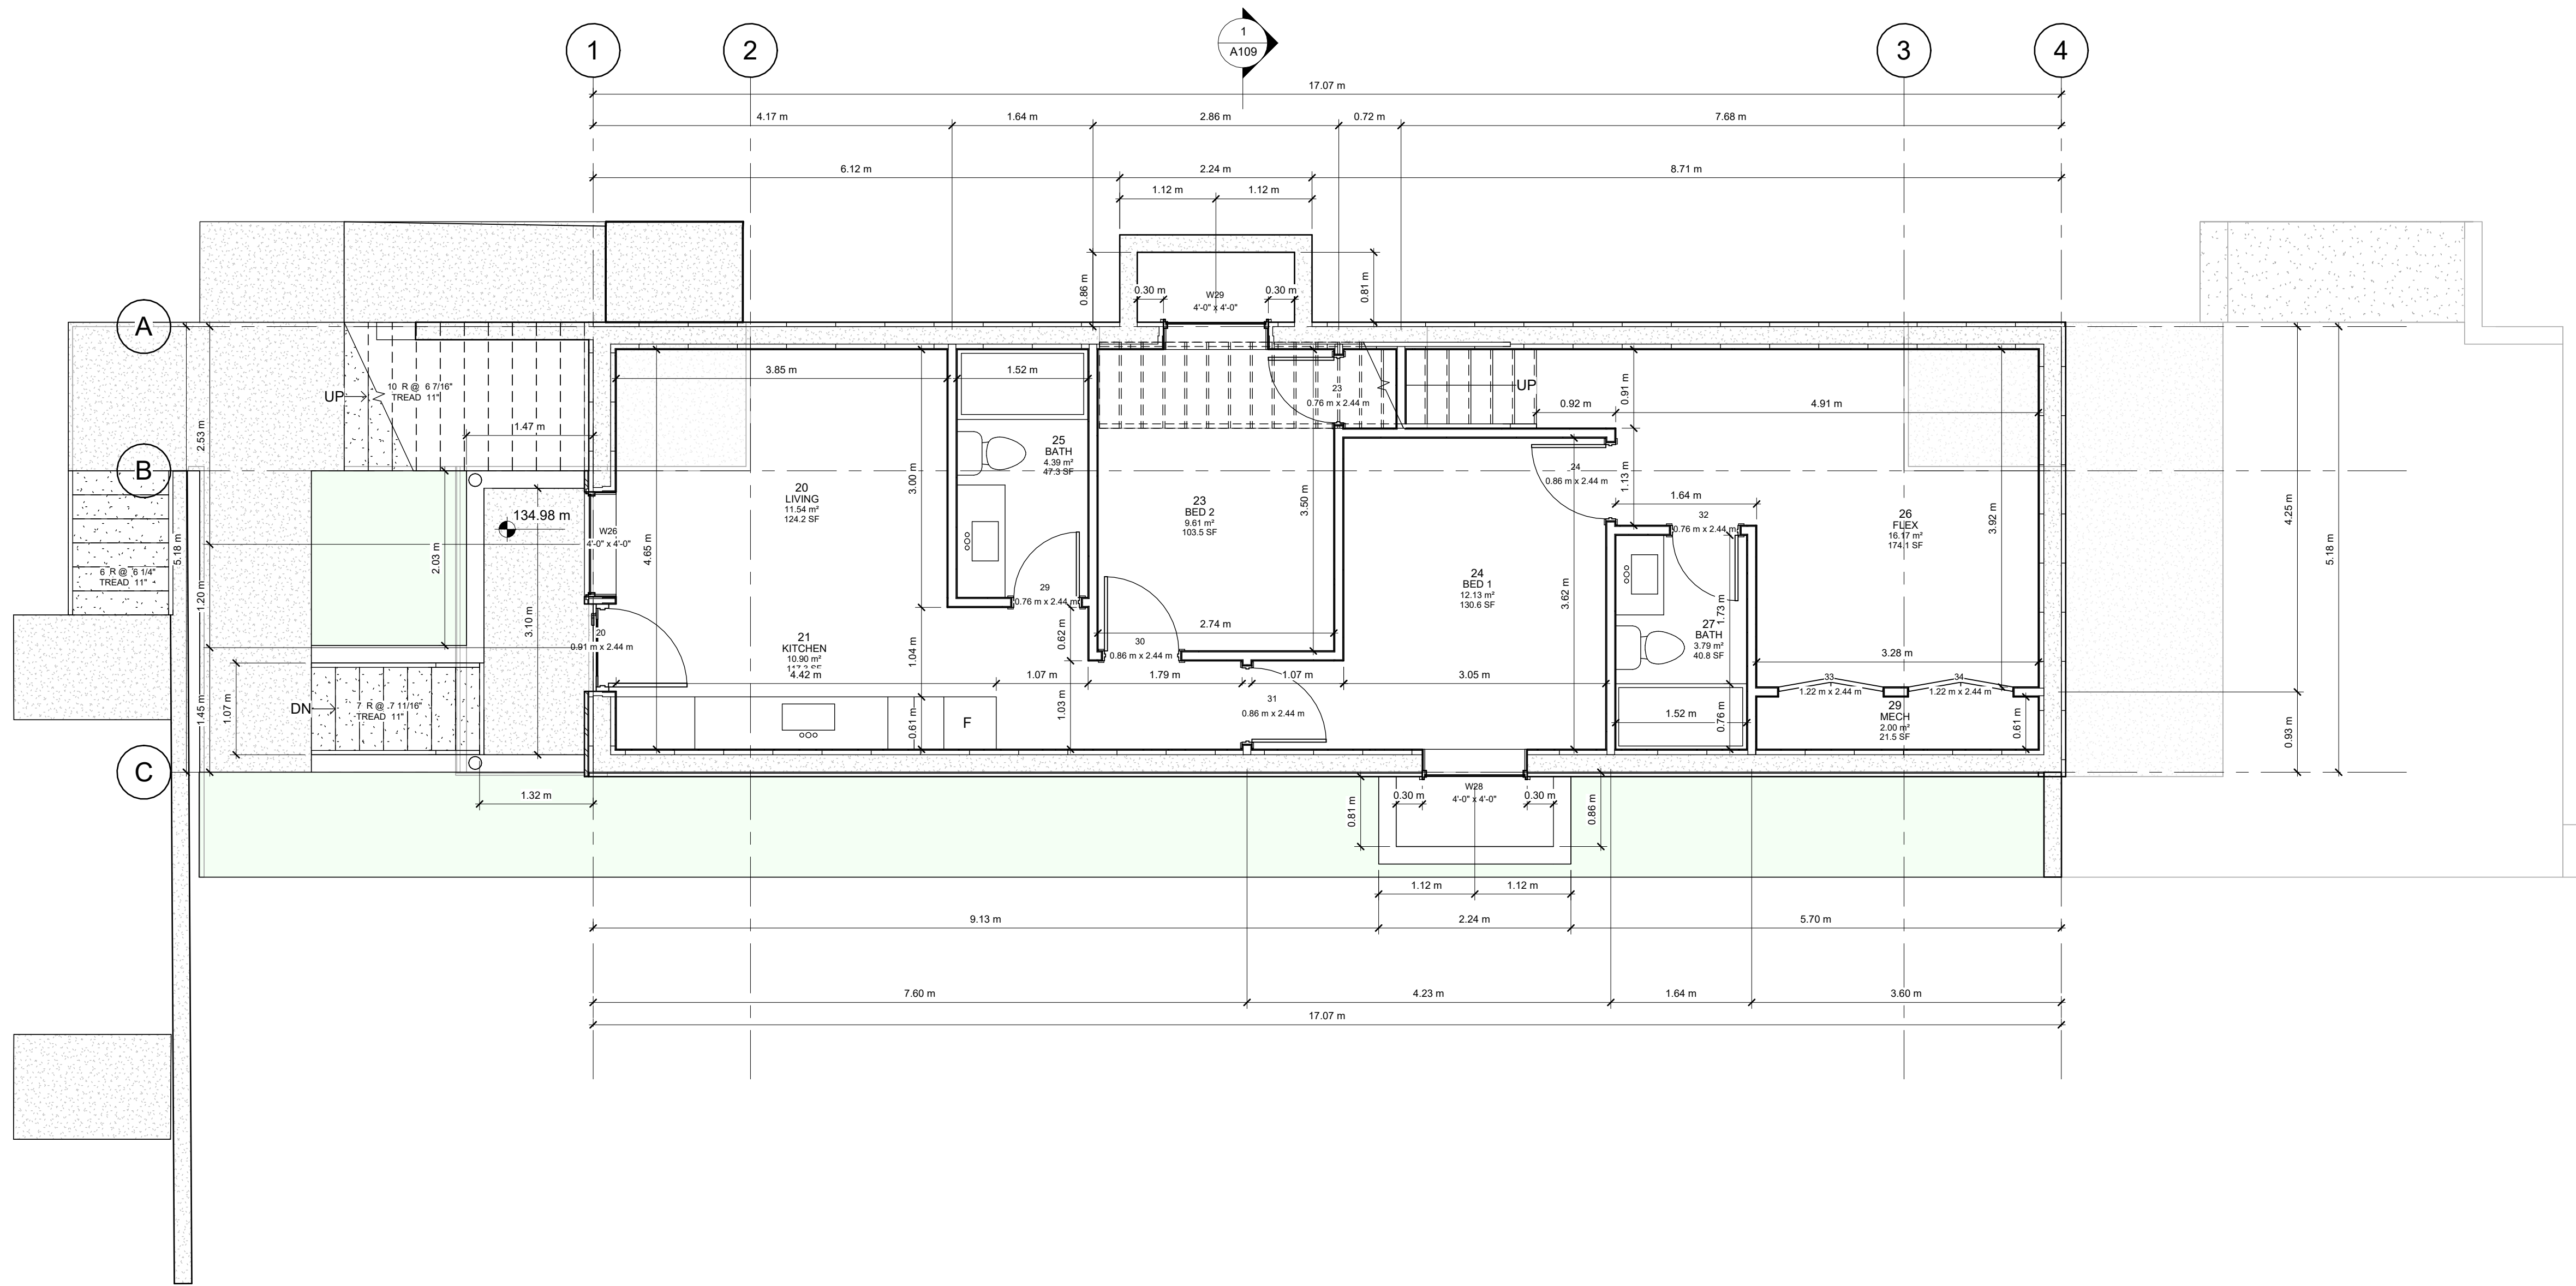 1
2
1
A109
3
4
17.07 m
4.17 m
1.64 m
2.86 m
0.72 m
7.68 m
6.12 m
2.24 m
8.71 m
1.12 m
1.12 m
0.86 m
0.30 m
W29
4'-0" x 4'-0"
0.30 m
0.81 m
A
UP
10 R @ 6 7/16"
TREAD 11"
3.85 m
1.52 m
23
0.76 m x 2.44 m
UP
0.91 m
0.92 m
4.91 m
2.53 m
1.47 m
B
25
BATH
4.39 m²
47.3 SF
3.00 m
24
0.86 m x 2.44 m
1.13 m
1.64 m
20
LIVING
11.54 m²
124.2 SF
23
BED 2
9.61 m²
103.5 SF
3.50 m
32
0.76 m x 2.44 m
26
FLEX
16.17 m²
174.1 SF
3.92 m
4.25 m
5.18 m
134.98 m
W26
4'-0" x 4'-0"
5.18 m
2.03 m
4.65 m
6 R @ 6 1/4"
TREAD 11"
1.20 m
3.10 m
29
0.76 m x 2.44 m
24
BED 1
12.13 m²
130.6 SF
3.62 m
1.73 m
20
0.91 m x 2.44 m
21
KITCHEN
10.90 m²
117.3 SF
4.42 m
1.04 m
0.62 m
2.74 m
30
0.86 m x 2.44 m
27
BATH
3.79 m²
40.8 SF
3.28 m
1.07 m
1.79 m
1.07 m
3.05 m
33
1.22 m x 2.44 m
34
1.22 m x 2.44 m
DN
7 R @ 7 11/16"
TREAD 11"
1.45 m
1.07 m
0.61 m
F
1.03 m
31
0.86 m x 2.44 m
1.52 m
0.76 m
29
MECH
2.00 m²
21.5 SF
0.61 m
0.93 m
C
1.32 m
0.81 m
0.30 m
W28
4'-0" x 4'-0"
0.30 m
0.86 m
1.12 m
1.12 m
9.13 m
2.24 m
5.70 m
7.60 m
4.23 m
1.64 m
3.60 m
17.07 m